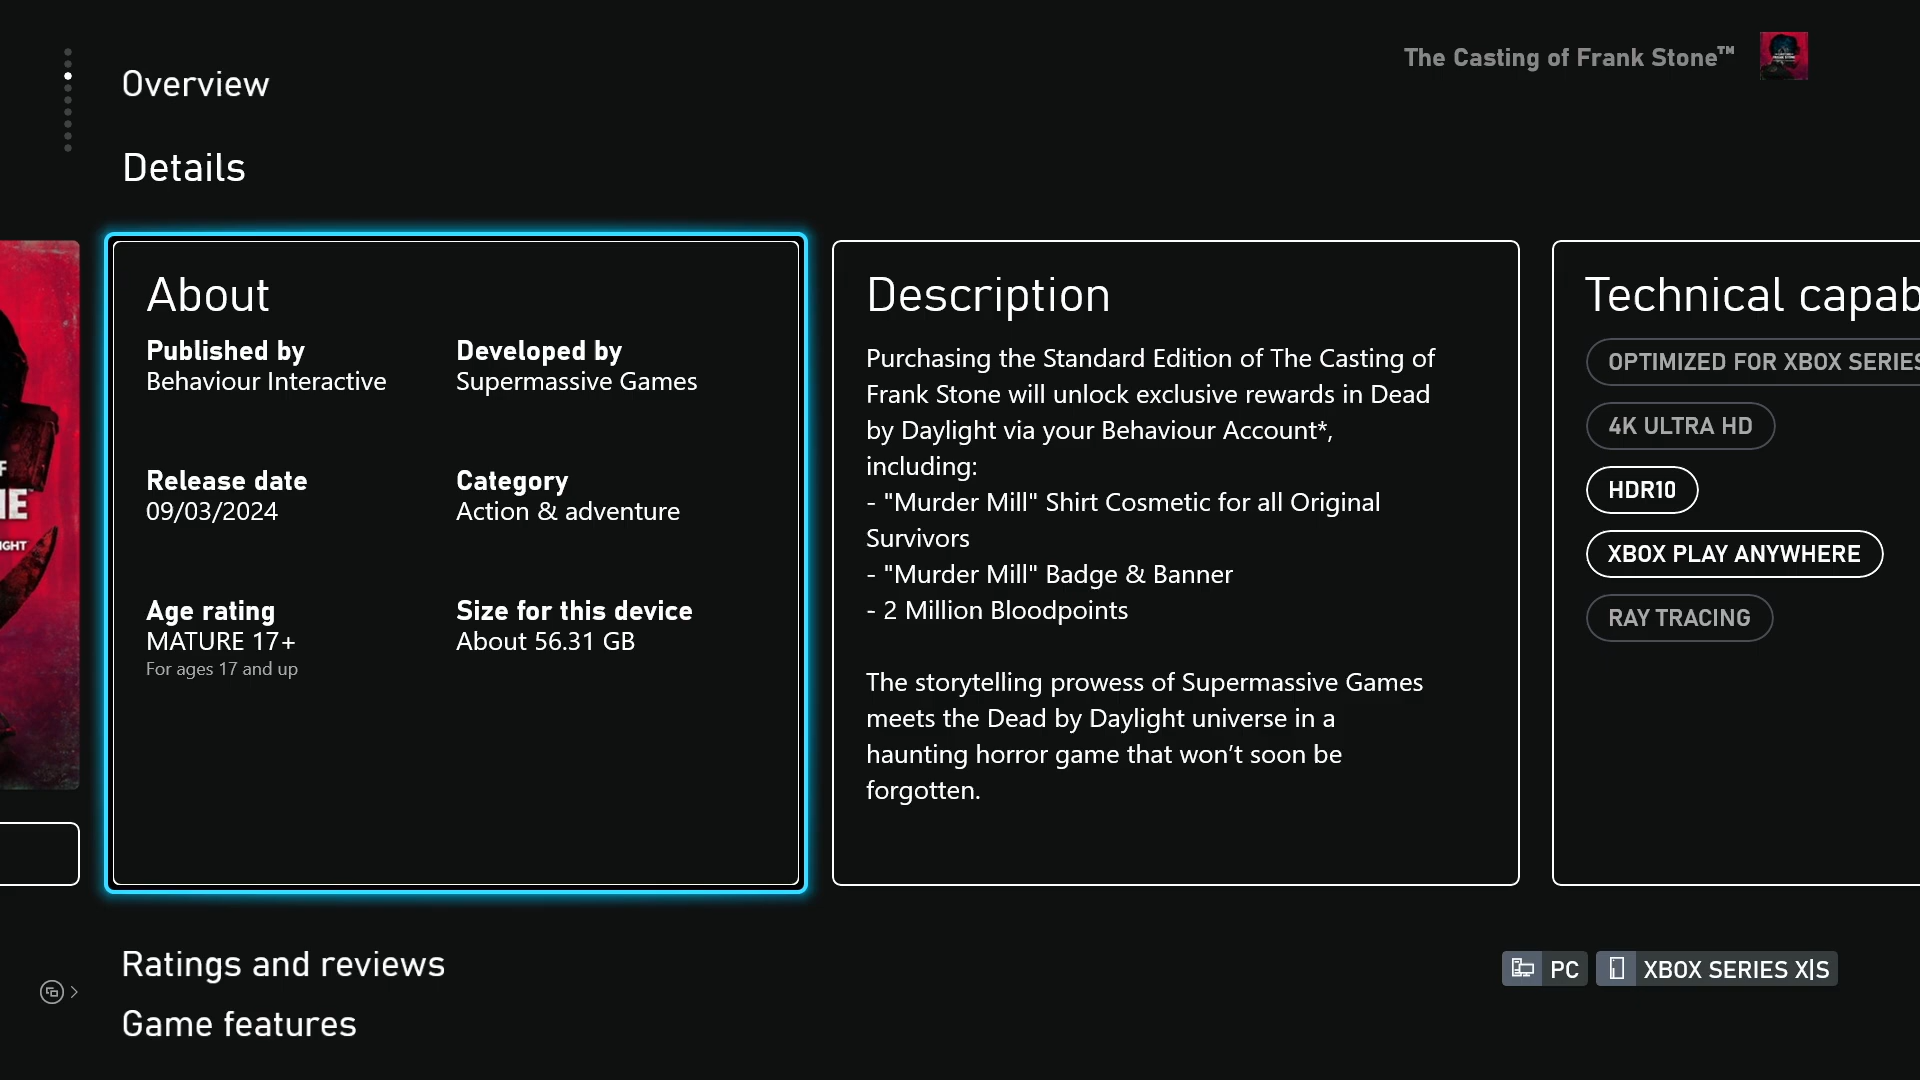 The Casting of Frank Stone™
Overview
Details
About
Published by
Behaviour Interactive
Developed by
Supermassive Games
Release date
09/03/2024
Category
Action & adventure
Age rating
MATURE 17+
For ages 17 and up
Size for this device
About 56.31 GB
Description
Purchasing the Standard Edition of The Casting of
Frank Stone will unlock exclusive rewards in Dead
by Daylight via your Behaviour Account*,
including:
- "Murder Mill" Shirt Cosmetic for all Original
Survivors
- "Murder Mill" Badge & Banner
- 2 Million Bloodpoints
The storytelling prowess of Supermassive Games
meets the Dead by Daylight universe in a
haunting horror game that won’t soon be
forgotten.
Technical capab
OPTIMIZED FOR XBOX SERIES
4K ULTRA HD
HDR10
XBOX PLAY ANYWHERE
RAY TRACING
Ratings and reviews
Game features
PC
XBOX SERIES X|S